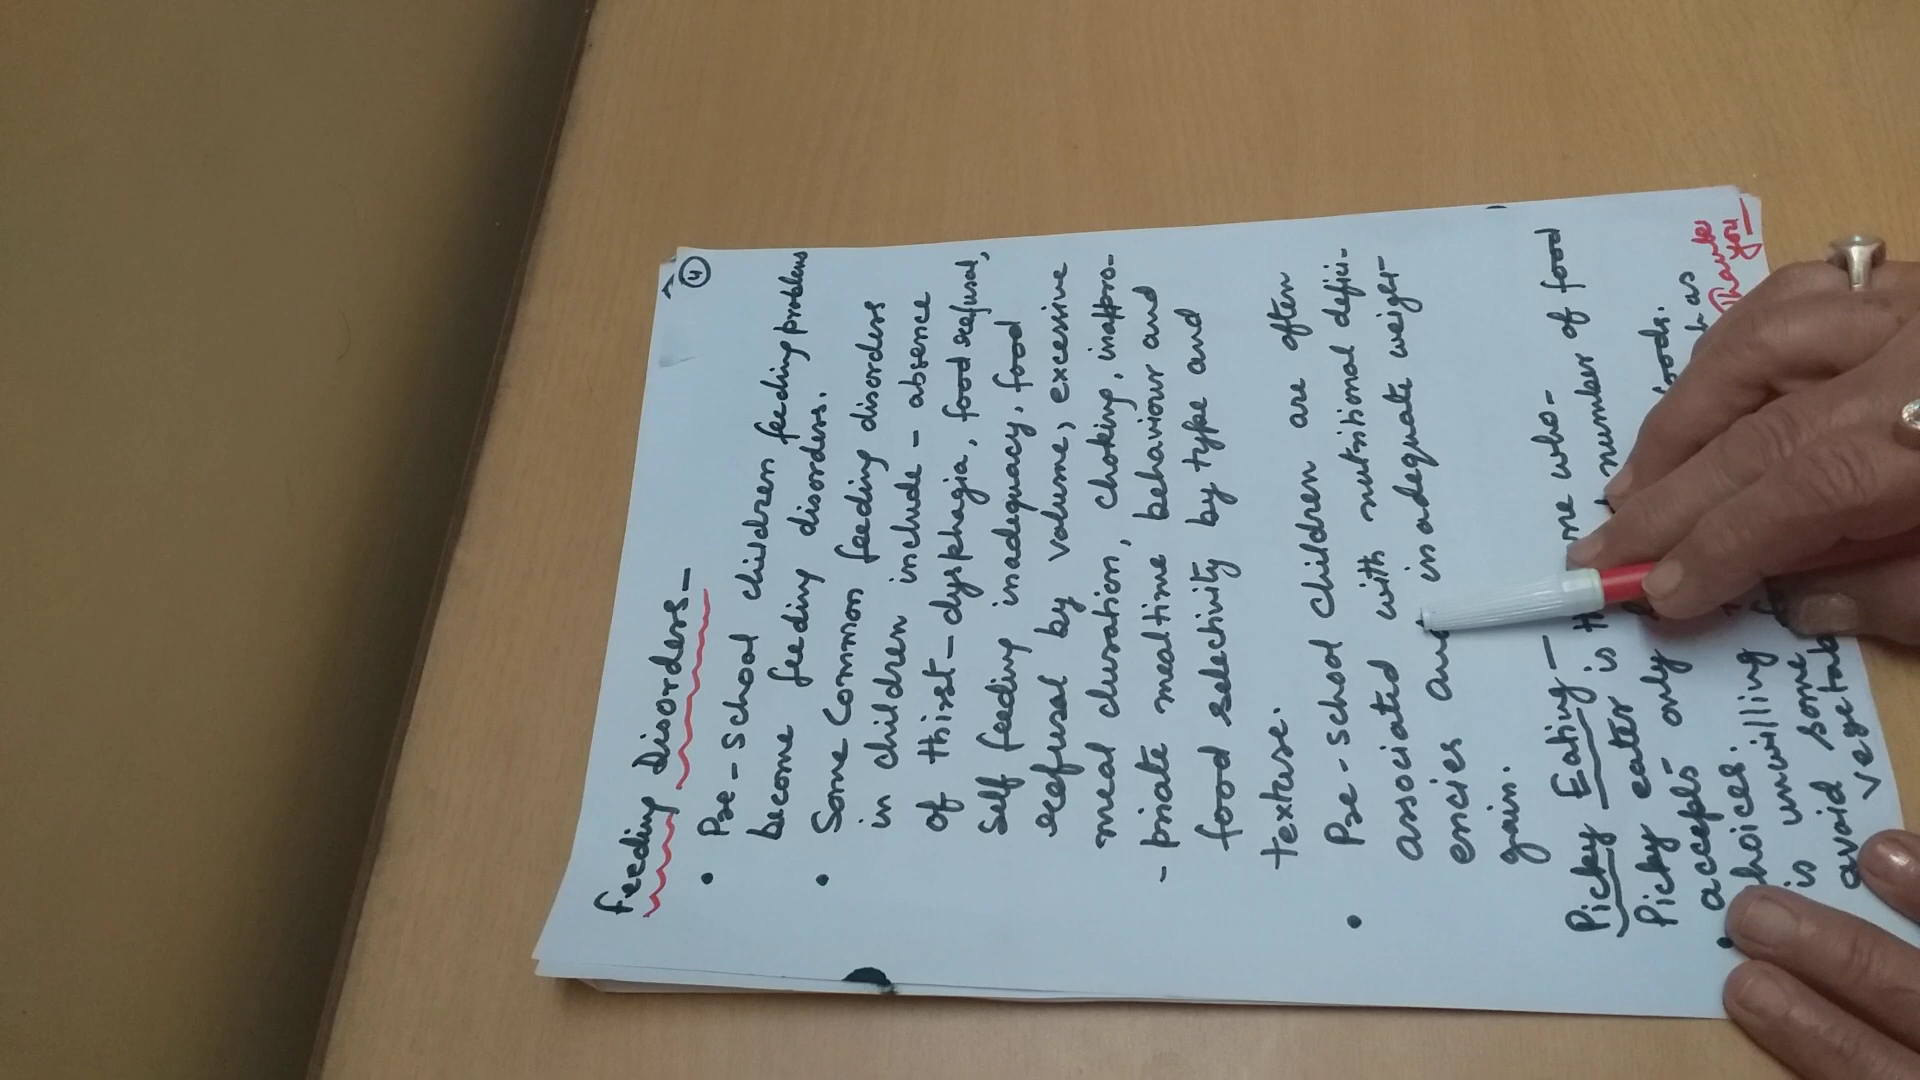 4
Feeding Disorders-
• Pre-school children feeding problems
become feeding disorders.
• Some Common feeding disorders
in children include - absence
of thirst - dysphagia, food refusal,
self feeding inadequacy, food
refusal by volume, excessive
meal duration, choking, inappro-
- priate mealtime behaviour and
food selectivity by type and
texture.
• Pre-school children are often
associated with nutritional defici-
encies and inadequate weight-
gain.
Picky Eating -
who-
Picky eater is number of food
accepts only foods.
• choices. as
is unwilling
avoid some
Thank
you